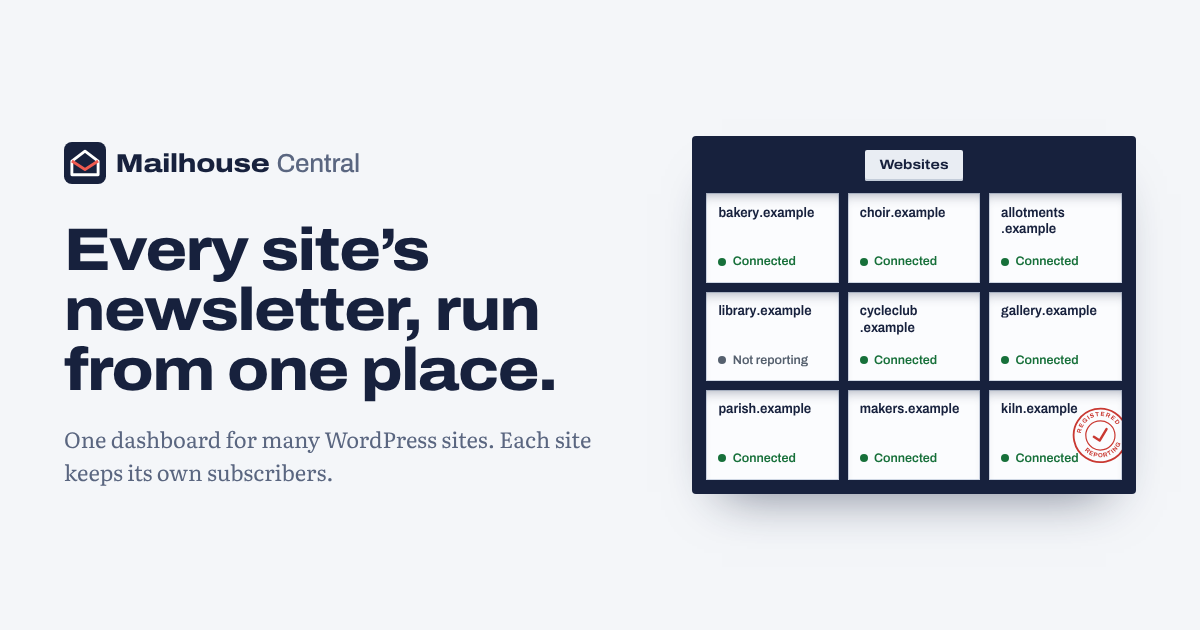 Mailhouse Central
Every site’s
newsletter, run
from one place.
One dashboard for many WordPress sites. Each site
keeps its own subscribers.
Websites
bakery.example
Connected
choir.example
Connected
allotments
.example
Connected
library.example
Not reporting
cycleclub
.example
Connected
gallery.example
Connected
parish.example
Connected
makers.example
Connected
kiln.example
Connected
REGISTERED
REPORTING